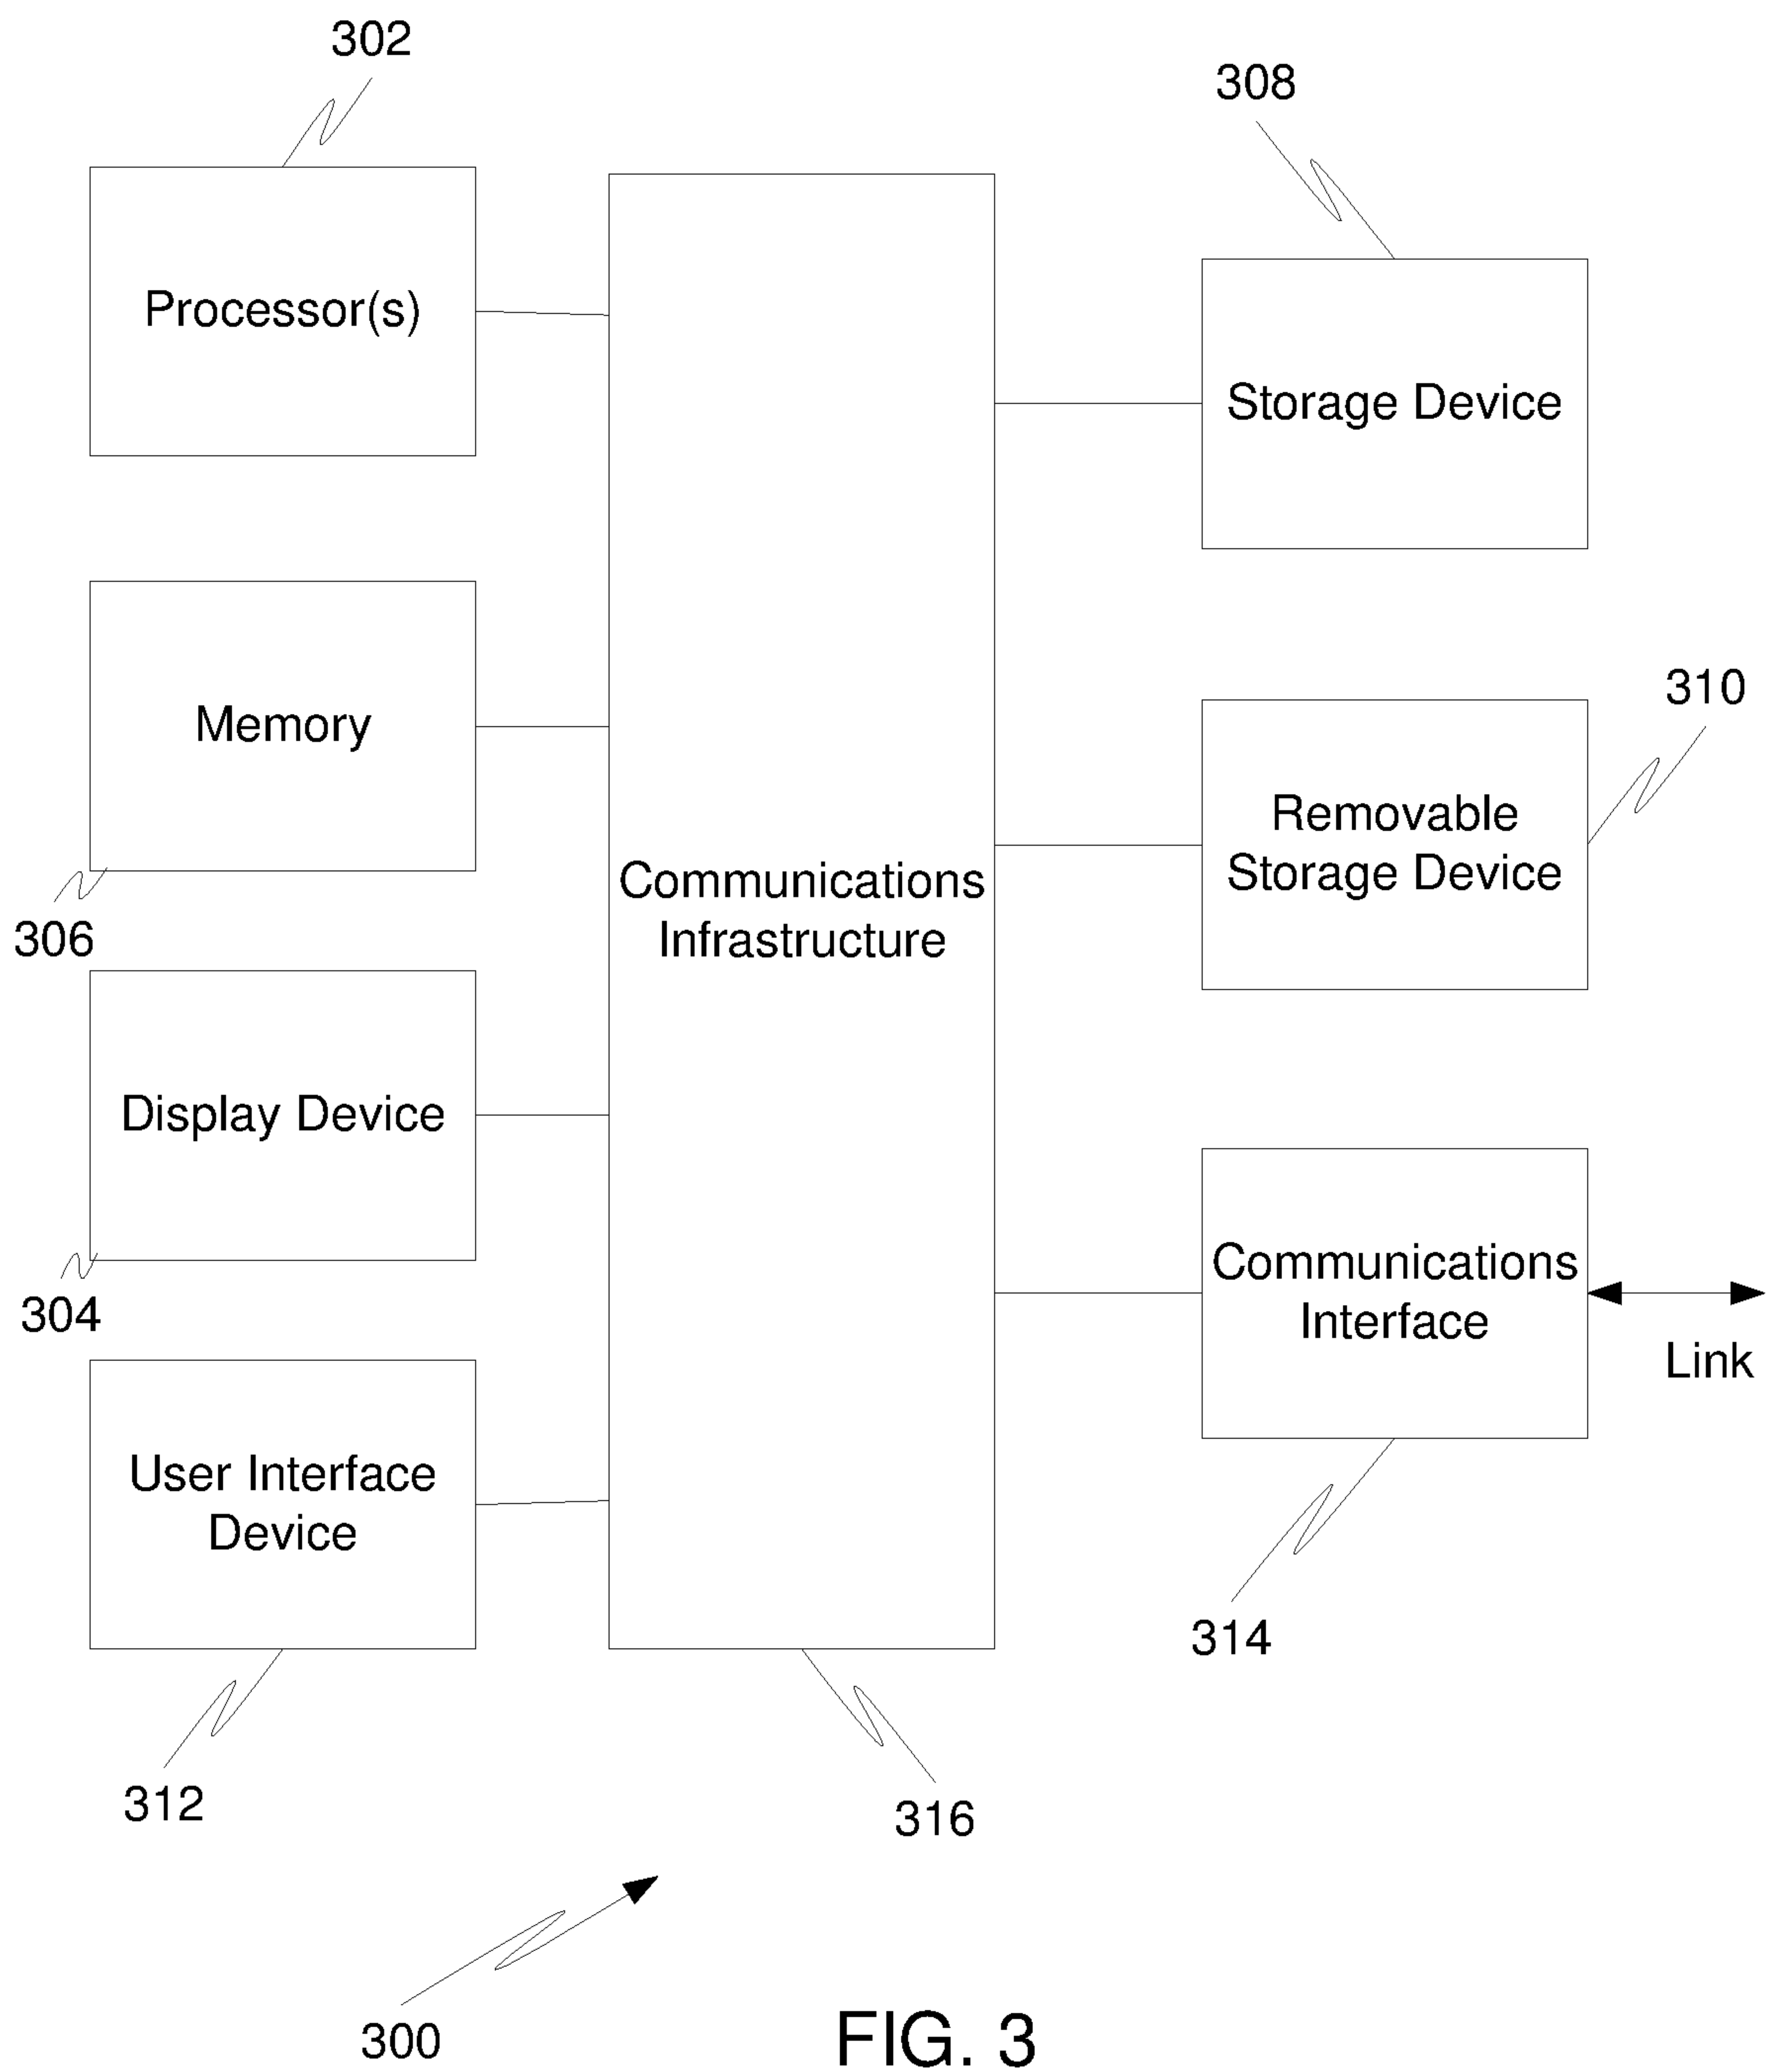 302
308
Processor(s)
Storage Device
310
Memory
Removable
Storage Device
Communications
Infrastructure
306
Display Device
Communications
Interface
304
Link
User Interface
Device
314
312
316
300
FIG. 3